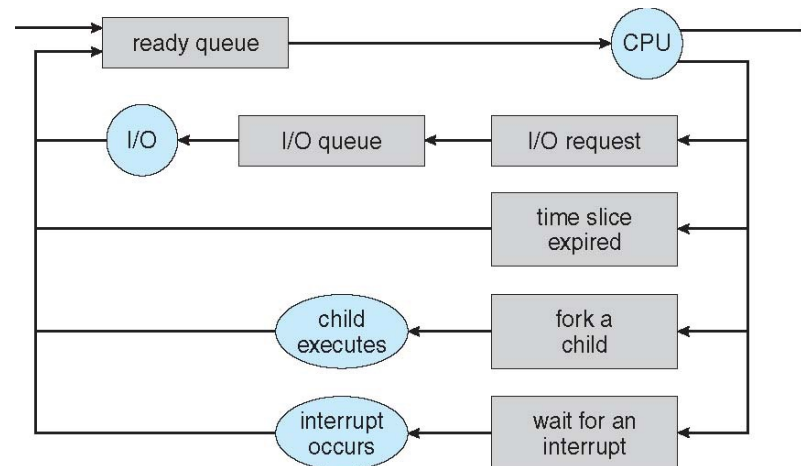 ready queue
CPU
I/O
I/O queue
I/O request
time slice
expired
child
executes
fork a
child
interrupt
occurs
wait for an
interrupt